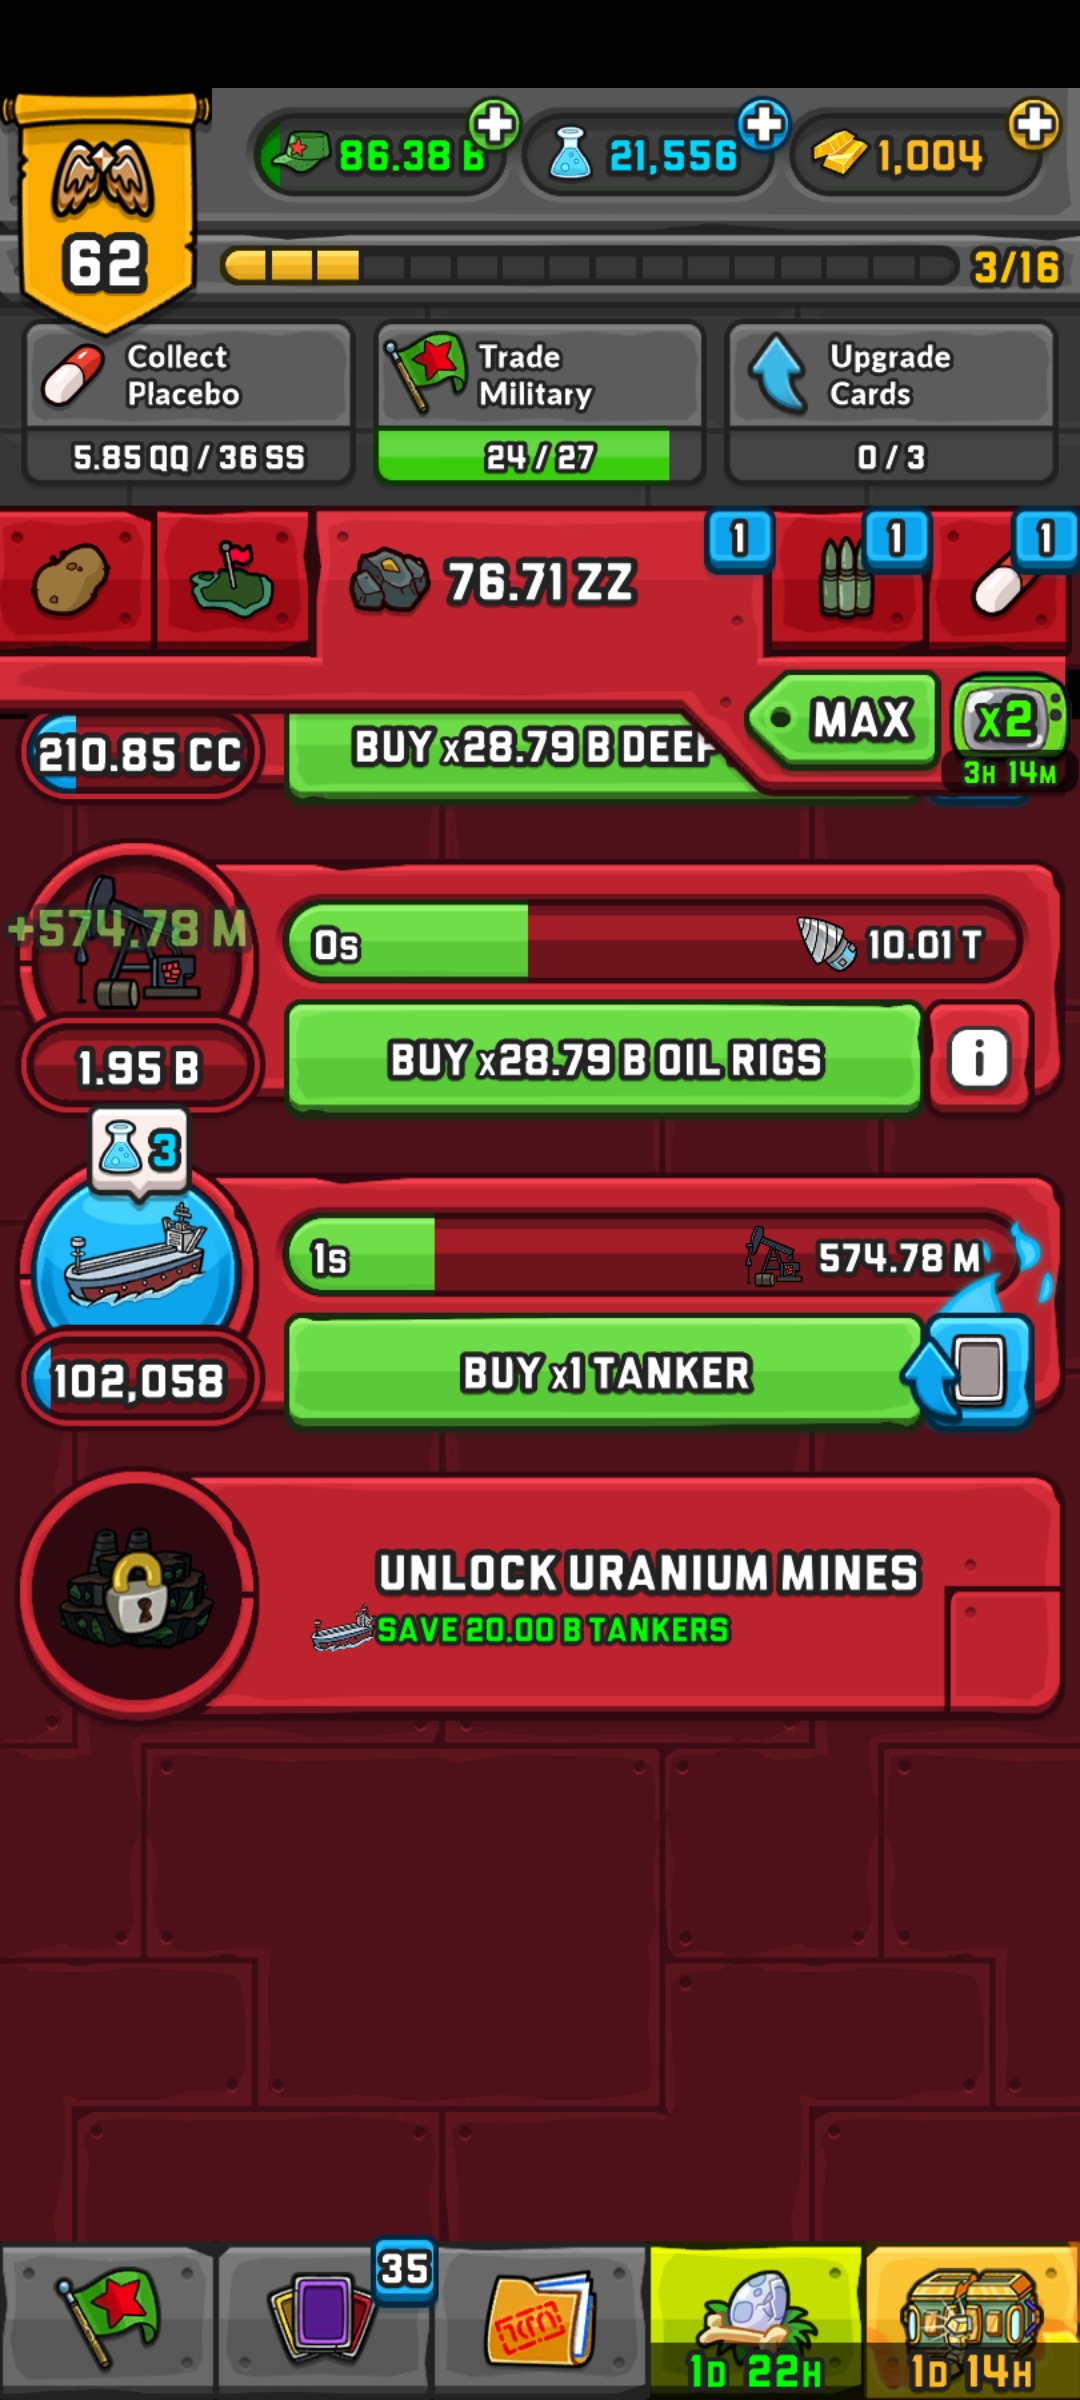 86.38 B
21,556
1,004
62
3/16
Collect
Placebo
5.85 QQ / 36 SS
Trade
Military
24 / 27
Upgrade
Cards
0 / 3
76.71 ZZ
1
1
1
MAX
x2
3H 14M
210.85 CC
BUY x28.79 B DEEP
+574.78 M
0s
10.01 T
1.95 B
BUY x28.79 B OIL RIGS
i
3
1s
574.78 M
102,058
BUY x1 TANKER
UNLOCK URANIUM MINES
SAVE 20.00 B TANKERS
35
1D 22H
1D 14H